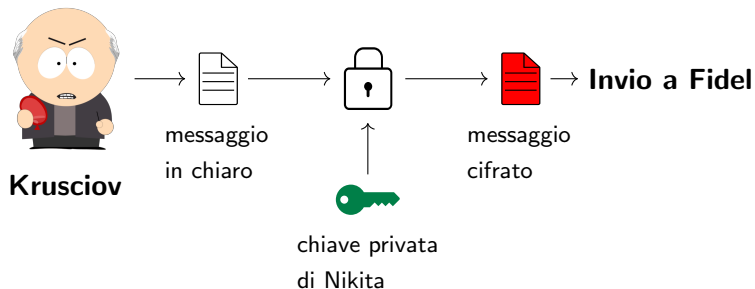 Invio a Fidel
messaggio
in chiaro
messaggio
cifrato
Krusciov
chiave privata
di Nikita